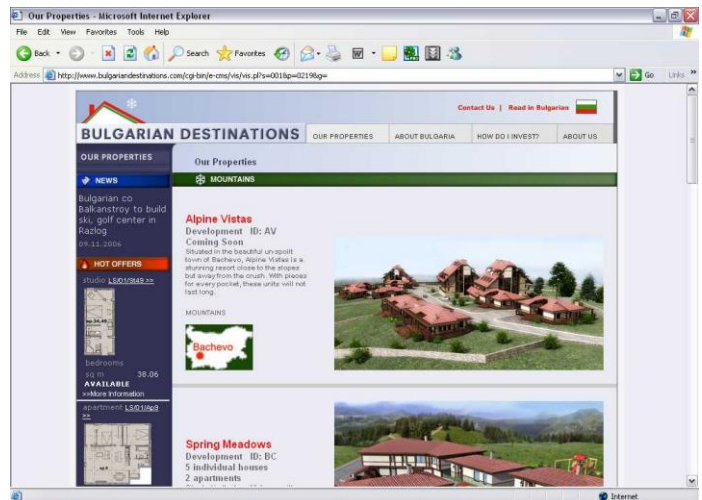 Our Properties - Microsoft Internet Explorer
File Edit View Favorites Tools Help
Back Search Favorites
Address http://www.bulgariandestinations.com/cgi-bin/e-cms/vis/vis.pl?s=001&p=0219&g= Go Links »
Contact Us | Read in Bulgarian
BULGARIAN DESTINATIONS
OUR PROPERTIES ABOUT BULGARIA HOW DO I INVEST? ABOUT US
OUR PROPERTIES
NEWS
Bulgarian co
Balkanstroy to build
ski, golf center in
Razlog
09.11.2006
HOT OFFERS
studio LS/01/St49 >>
bedrooms
sq m 38.06
AVAILABLE
>>More Information
apartment LS/01/Ap9
>>
Our Properties
MOUNTAINS
Alpine Vistas
Development ID: AV
Coming Soon
Situated in the beautiful un-spoilt
town of Bachevo, Alpine Vistas is a
stunning resort close to the slopes
but away from the crush. With pieces
for every pocket, these units will not
last long.
MOUNTAINS
Bachevo
Spring Meadows
Development ID: BC
5 individual houses
2 apartments
Internet